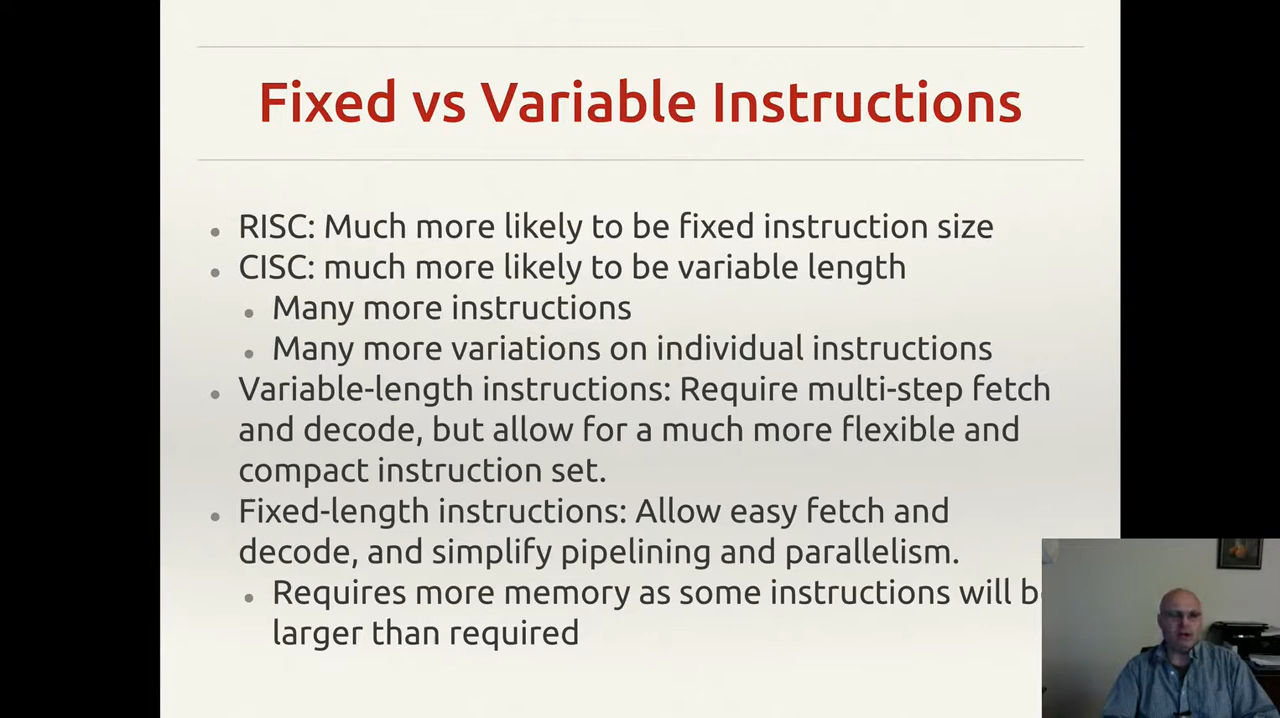 Fixed vs Variable Instructions
RISC: Much more likely to be fixed instruction size
CISC: much more likely to be variable length
Many more instructions
Many more variations on individual instructions
Variable-length instructions: Require multi-step fetch
and decode, but allow for a much more flexible and
compact instruction set.
Fixed-length instructions: Allow easy fetch and
decode, and simplify pipelining and parallelism.
Requires more memory as some instructions will be
larger than required